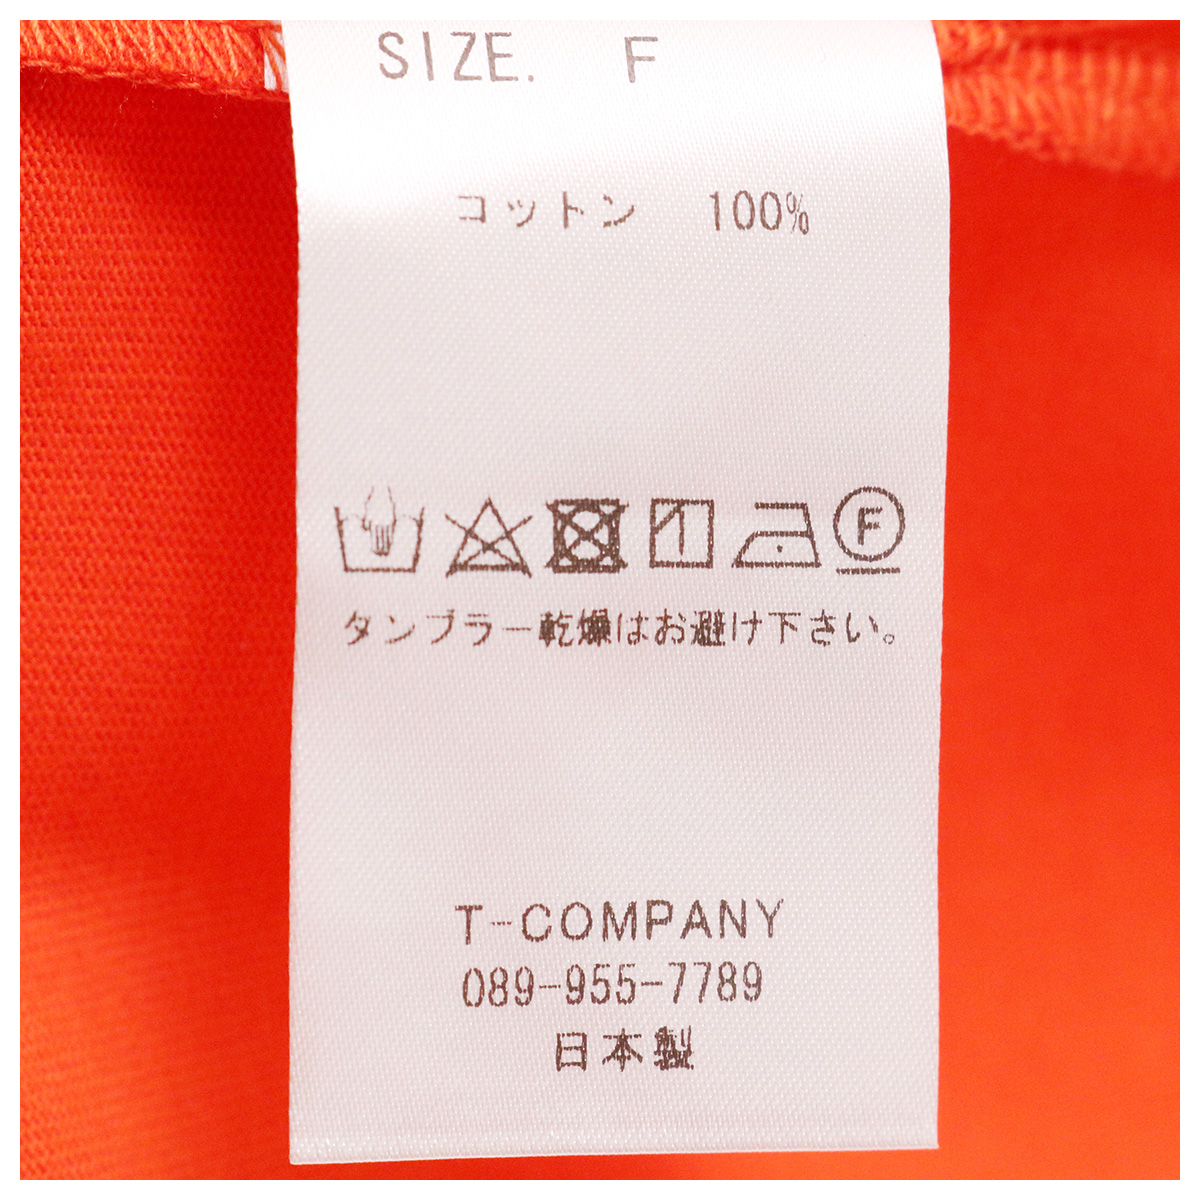 SIZE. F
コットン 100%
F
タンブラー乾燥はお避け下さい。
T-COMPANY
089-955-7789
日本製